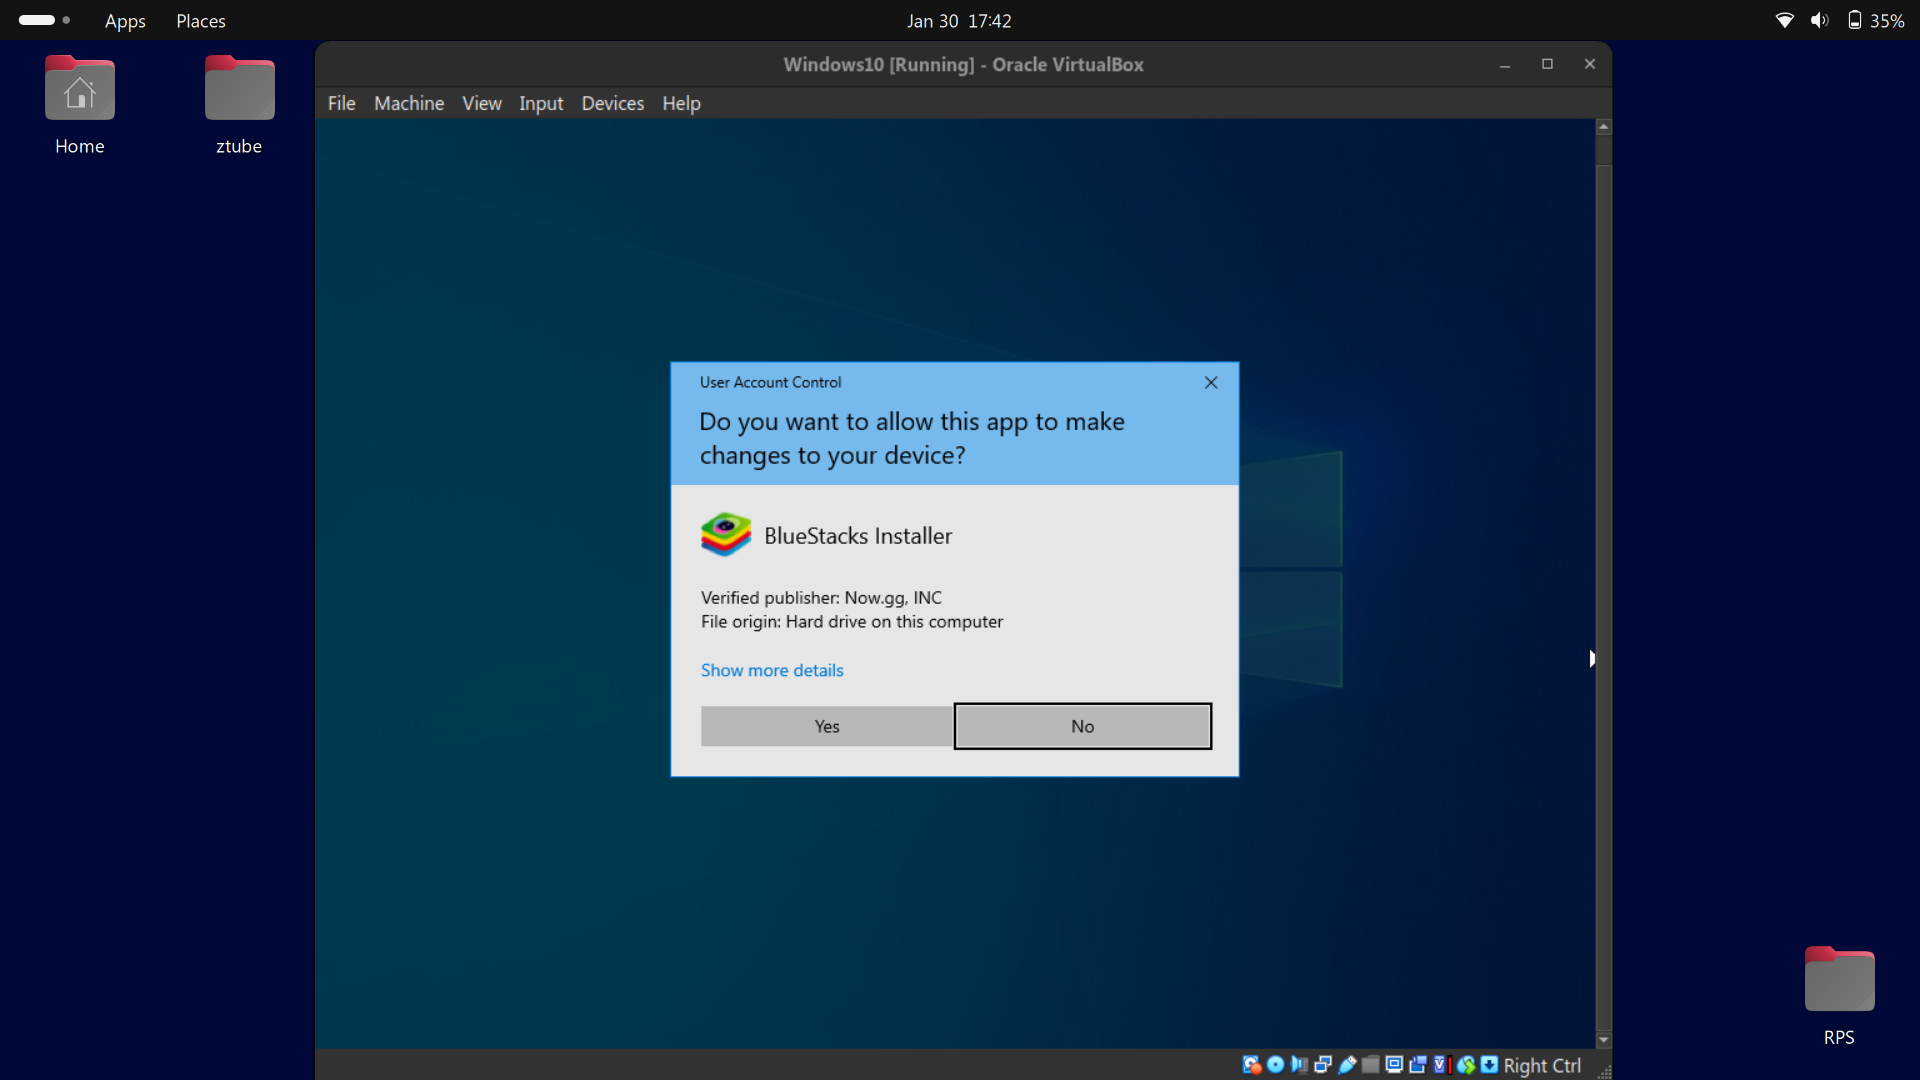 Apps Places Jan 30 17:42 35%
Home
ztube
Windows10 [Running] - Oracle VirtualBox
File Machine View Input Devices Help
User Account Control
Do you want to allow this app to make
changes to your device?
BlueStacks Installer
Verified publisher: Now.gg, INC
File origin: Hard drive on this computer
Show more details
Yes No
RPS
Right Ctrl